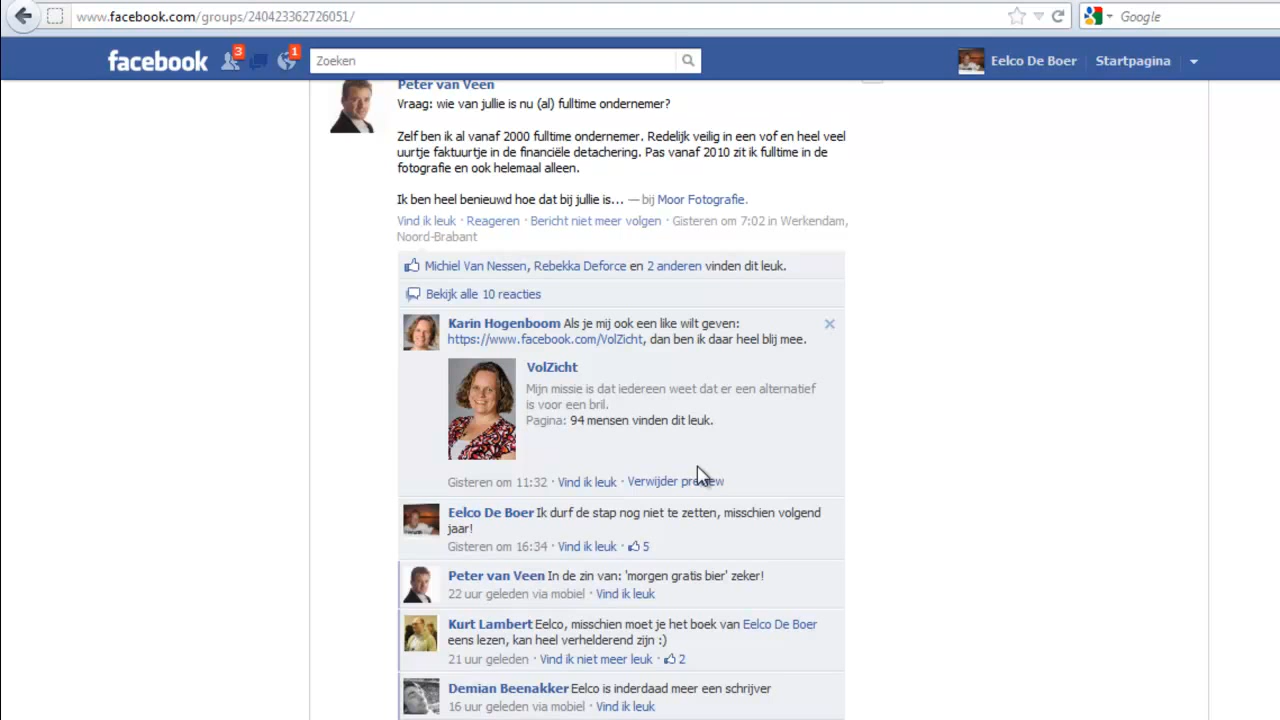 www.facebook.com/groups/240423362726051/
Google
facebook
3
1
Zoeken
Eelco De Boer
Startpagina
Peter van Veen
Vraag: wie van jullie is nu (al) fulltime ondernemer?
Zelf ben ik al vanaf 2000 fulltime ondernemer. Redelijk veilig in een vof en heel veel
uurtje faktuurtje in de financiële detachering. Pas vanaf 2010 zit ik fulltime in de
fotografie en ook helemaal alleen.
Ik ben heel benieuwd hoe dat bij jullie is... — bij Moor Fotografie.
Vind ik leuk · Reageren · Bericht niet meer volgen · Gisteren om 7:02 in Werkendam,
Noord-Brabant
Michiel Van Nessen, Rebekka Deforce en 2 anderen vinden dit leuk.
Bekijk alle 10 reacties
Karin Hogenboom Als je mij ook een like wilt geven:
https://www.facebook.com/VolZicht, dan ben ik daar heel blij mee.
VolZicht
Mijn missie is dat iedereen weet dat er een alternatief
is voor een bril.
Pagina: 94 mensen vinden dit leuk.
Gisteren om 11:32 · Vind ik leuk · Verwijder preview
Eelco De Boer Ik durf de stap nog niet te zetten, misschien volgend
jaar!
Gisteren om 16:34 · Vind ik leuk · 5
Peter van Veen In de zin van: 'morgen gratis bier' zeker!
22 uur geleden via mobiel · Vind ik leuk
Kurt Lambert Eelco, misschien moet je het boek van Eelco De Boer
eens lezen, kan heel verhelderend zijn :)
21 uur geleden · Vind ik niet meer leuk · 2
Demian Beenakker Eelco is inderdaad meer een schrijver
16 uur geleden via mobiel · Vind ik leuk